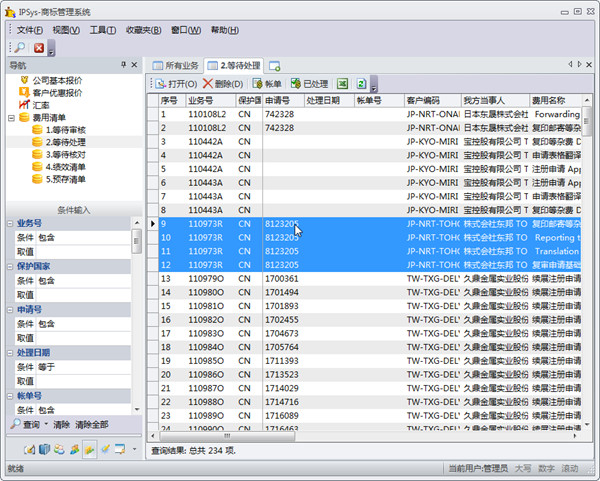 IPSys-商标管理系统
文件(F) 视图(V) 工具(T) 收藏夹(B) 窗口(W) 帮助(H)
导航
公司基本报价
客户优惠报价
汇率
费用清单
1.等待审核
2.等待处理
3.等待核对
4.绩效清单
5.预存清单
条件输入
业务号
条件 包含
取值
保护国家
条件 包含
取值
申请号
条件 包含
取值
处理日期
条件 等于
取值
帐单号
条件 包含
查询 清除 清除全部
所有业务 2.等待处理
打开(O) 删除(D) 帐单 已处理
序号 业务号 保护国 申请号 处理日期 帐单号 客户编码 我方当事人 费用名称
1 110108L2 CN 742328 JP-NRT-ONAI 日本东晟株式会社 Forwarding
2 110108L2 CN 742328 JP-NRT-ONAI 日本东晟株式会社 复印邮寄等杂
3 110442A CN JP-KYO-MIRI 宝控股有限公司 T 复印等杂费 D
4 110442A CN JP-KYO-MIRI 宝控股有限公司 T 申请表格翻译
5 110443A CN JP-KYO-MIRI 宝控股有限公司 T 注册申请 App
6 110443A CN JP-KYO-MIRI 宝控股有限公司 T 注册申请 App
7 110443A CN JP-KYO-MIRI 宝控股有限公司 T 申请表格翻译
8 110443A CN JP-KYO-MIRI 宝控股有限公司 T 复印等杂费 D
9 110973R CN 8123205 JP-NRT-TOHO 株式会社东邦 TO 复印邮寄等杂
10 110973R CN 8123205 JP-NRT-TOHO 株式会社东邦 TO Reporting t
11 110973R CN 8123205 JP-NRT-TOHO 株式会社东邦 TO Translation
12 110973R CN 8123205 JP-NRT-TOHO 株式会社东邦 TO 复审申请基础
13 110979O CN 1700361 TW-TXG-DELY 久鼎金属实业股份 续展注册申请
14 110980O CN 1701494 TW-TXG-DELY 久鼎金属实业股份 续展注册申请
15 110981O CN 1701893 TW-TXG-DELY 久鼎金属实业股份 续展注册申请
16 110982O CN 1702455 TW-TXG-DELY 久鼎金属实业股份 续展注册申请
17 110983O CN 1704673 TW-TXG-DELY 久鼎金属实业股份 续展注册申请
18 110984O CN 1705764 TW-TXG-DELY 久鼎金属实业股份 续展注册申请
19 110985O CN 1711393 TW-TXG-DELY 久鼎金属实业股份 续展注册申请
20 110986O CN 1713523 TW-TXG-DELY 久鼎金属实业股份 续展注册申请
21 110987O CN 1714029 TW-TXG-DELY 久鼎金属实业股份 续展注册申请
22 110988O CN 1714716 TW-TXG-DELY 久鼎金属实业股份 续展注册申请
23 110989O CN 1716089 TW-TXG-DELY 久鼎金属实业股份 续展注册申请
24 110990O CN 1716463 TW-TXG-DELY 久鼎金属实业股份 续展注册申请
查询结果: 总共 234 项.
就绪 当前用户:管理员 大写 数字 滚动